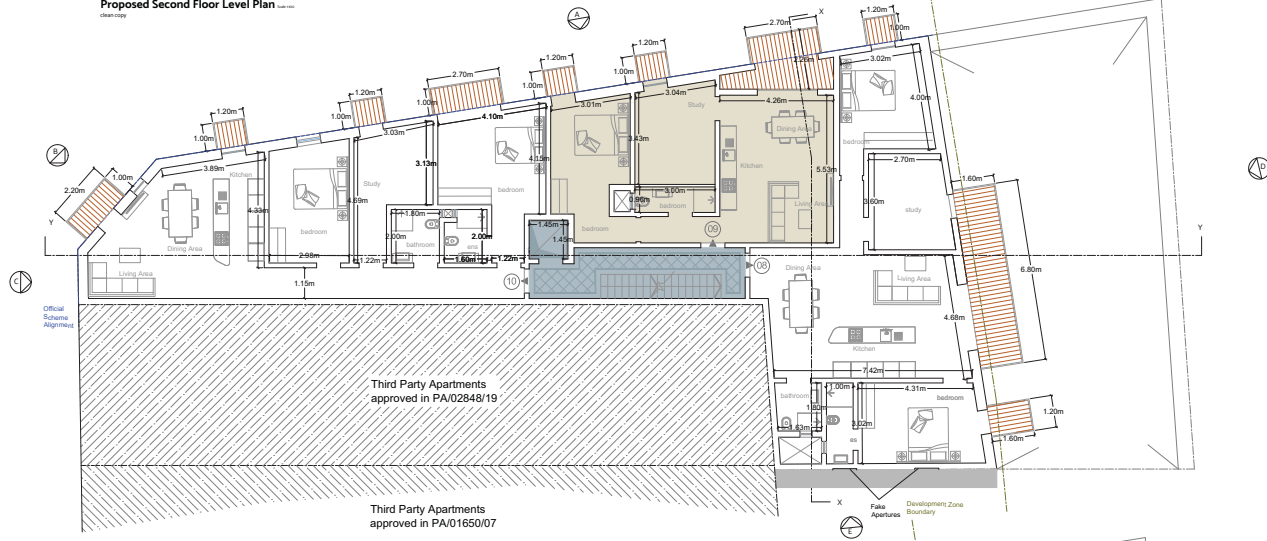 Proposed Second Floor Level Plan
clean copy
A
X
2.70m
1.20m
1.00m
2.26m
3.02m
1.20m
1.00m
3.04m
1.20m
1.00m
3.01m
2.70m
1.00m
4.10m
1.20m
1.00m
3.03m
1.20m
1.00m
3.89m
B
1.00m
2.20m
Y
4.26m
4.00m
Study
Dining Area
bedroom
3.43m
4.15m
3.13m
Kitchen
Study
4.33m
4.69m
bedroom
bedroom
Kitchen
5.53m
2.70m
3.60m
study
1.60m
D
3.00m
0.96m
bedroom
Living Area
bedroom
1.80m
2.00m
bathroom
2.00m
ens
1.45m
1.45m
09
Dining Area
bedroom
Y
2.98m
1.22m
1.60m
1.22m
Living Area
1.15m
C
10
08
Dining Area
Living Area
6.80m
Official
Scheme
Alignment
4.68m
Kitchen
7.42m
Third Party Apartments
approved in PA/02848/19
1.00m
4.31m
bathroom
bedroom
1.80m
1.63m
3.02m
es
1.20m
1.60m
Third Party Apartments
approved in PA/01650/07
X
Fake
Apertures
Development Zone
Boundary
E